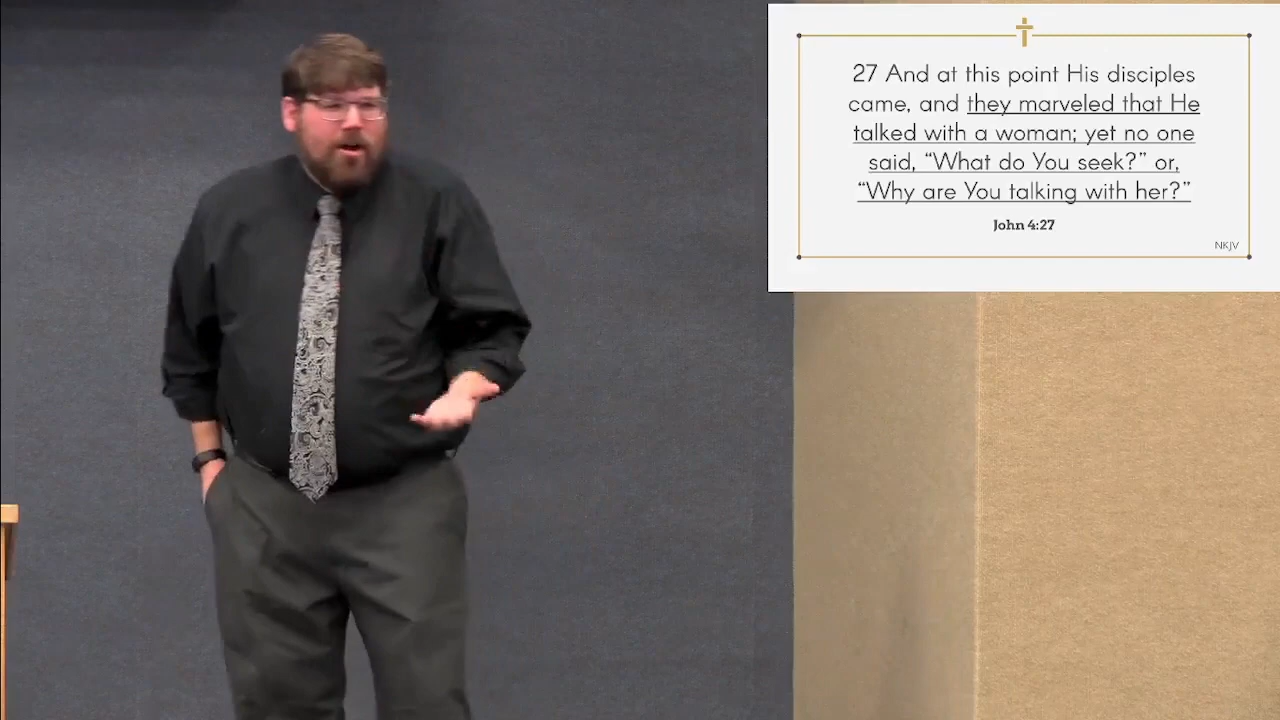 27 And at this point His disciples
came, and they marveled that He
talked with a woman; yet no one
said, “What do You seek?” or,
“Why are You talking with her?”
John 4:27
NKJV